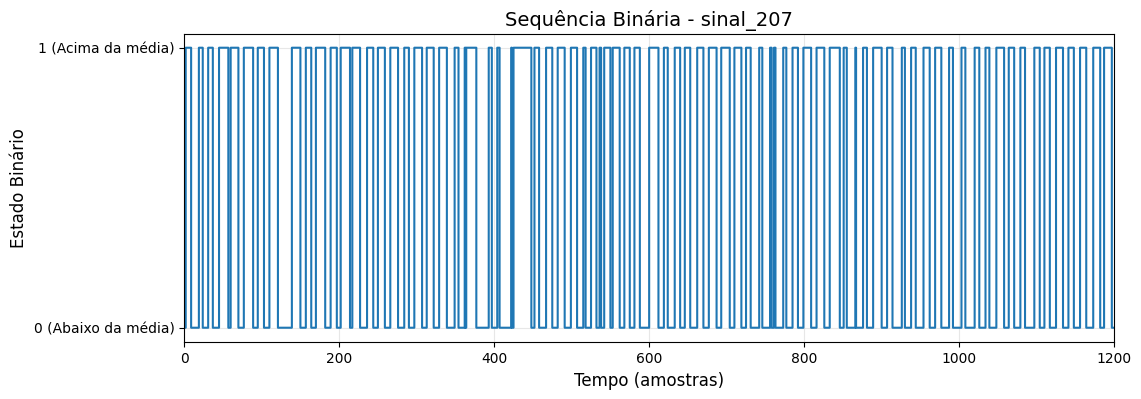 Sequência Binária - sinal_207
Estado Binário
1 (Acima da média)
0 (Abaixo da média)
0 200 400 600 800 1000 1200
Tempo (amostras)